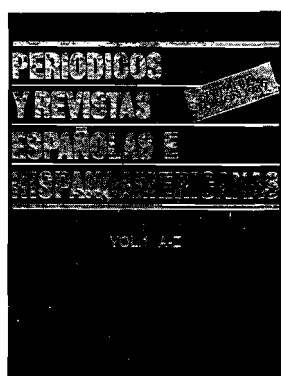 PERIODICOS
Y REVISTAS
ESPAÑOLAS E
HISPANOAMERICANAS
VOL. I A-Z